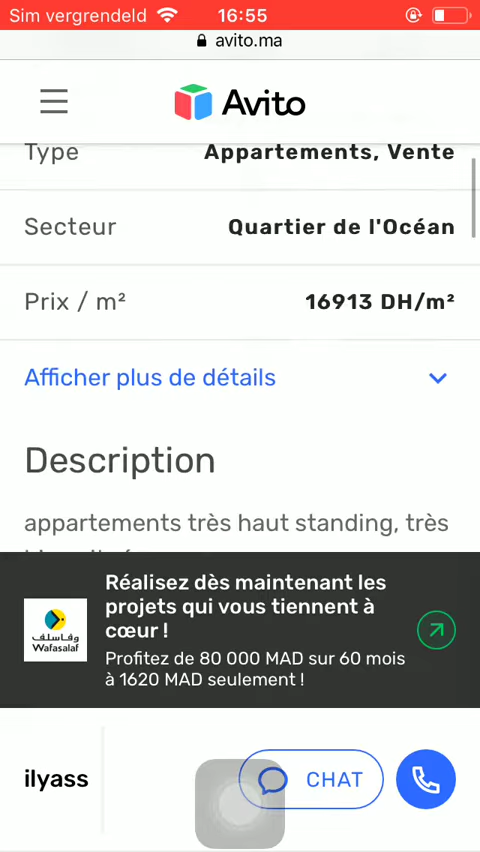 Sim vergrendeld 16:55
avito.ma
Avito
Type Appartements, Vente
Secteur Quartier de l'Océan
Prix / m² 16913 DH/m²
Afficher plus de détails
Description
appartements très haut standing, très
Réalisez dès maintenant les
projets qui vous tiennent à
cœur !
Profitez de 80 000 MAD sur 60 mois
à 1620 MAD seulement !
وفاسلف
Wafasalaf
ilyass CHAT